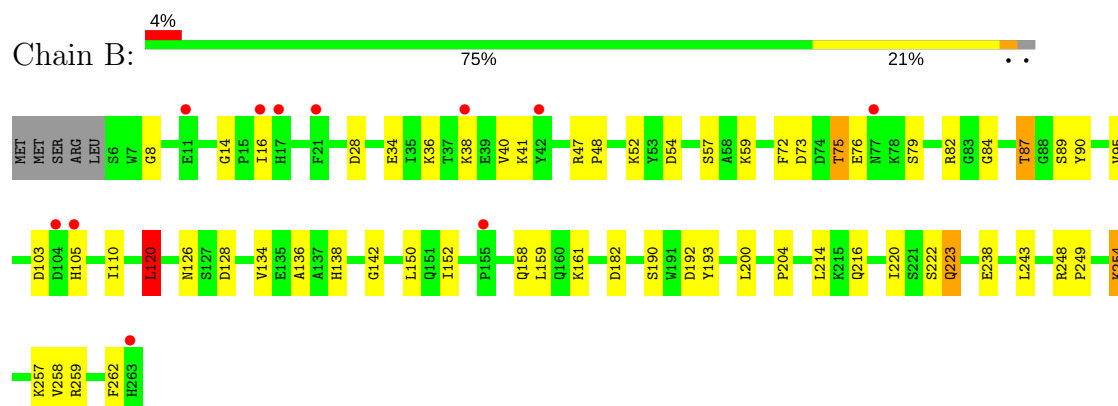 4%
Chain B:
75% 21% • •
MET MET SER ARG LEU S6 W7 G8 E11 G14 P15 I16 H17 F21 D28 E34 I35 K36 T37 K38 E39 V40 K41 Y42 R47 P48 K52 Y53 D54 S57 A58 K59 F72 D73 D74 T75 E76 N77 K78 S79 R82 G83 G84 T87 G88 S89 Y90
D103 D104 H105 I110 L120 N126 S127 D128 V134 E135 A136 A137 H138 G142 L150 Q151 I152 P155 Q158 L159 Q160 K161 D182 S190 W191 D192 Y193 L200 P204 L214 K215 Q216 I220 S221 S222 Q223 E238 L243 R248 P249 K254
K257 V258 R259 F262 H263